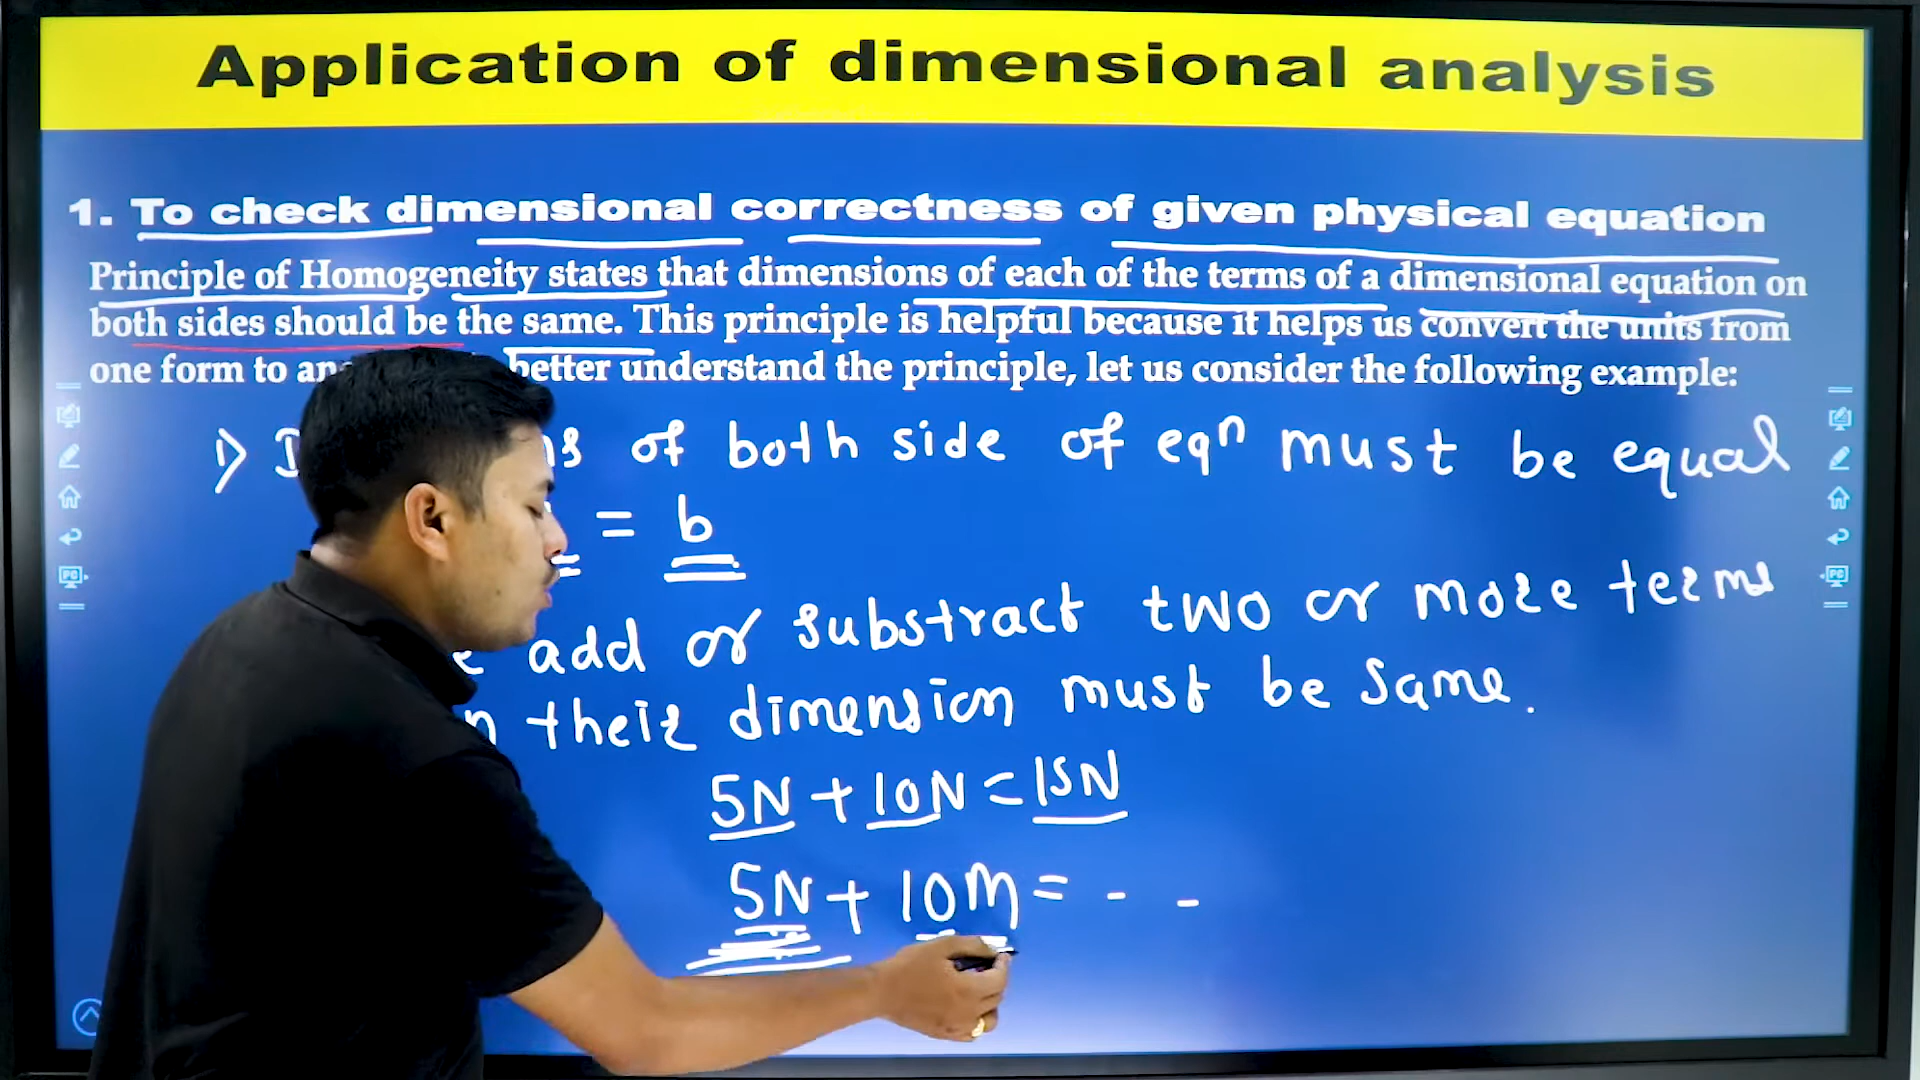 Application of dimensional analysis
1. To check dimensional correctness of given physical equation
Principle of Homogeneity states that dimensions of each of the terms of a dimensional equation on
both sides should be the same. This principle is helpful because it helps us convert the units from
one form to better understand the principle, let us consider the following example:
1) of both side of eqⁿ must be equal
= b
add or substract two or more terms
their dimension must be same.
5N + 10N = 15N
5N + 10m = - -
PC
PC